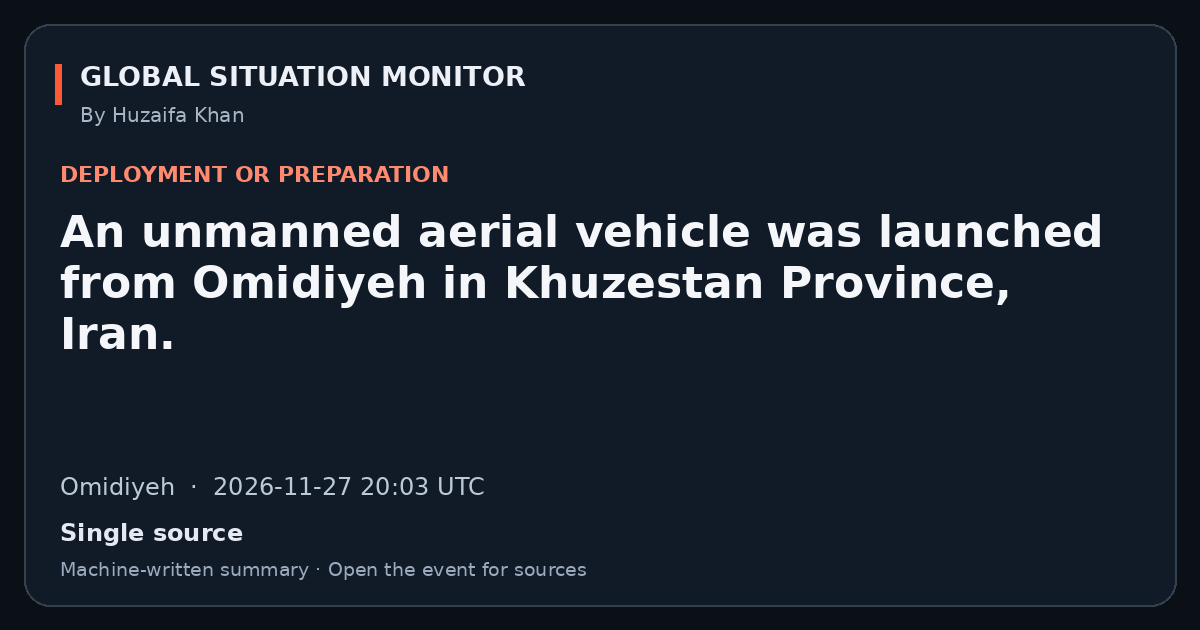 GLOBAL SITUATION MONITOR
By Huzaifa Khan
DEPLOYMENT OR PREPARATION
An unmanned aerial vehicle was launched
from Omidiyeh in Khuzestan Province,
Iran.
Omidiyeh · 2026-11-27 20:03 UTC
Single source
Machine-written summary · Open the event for sources